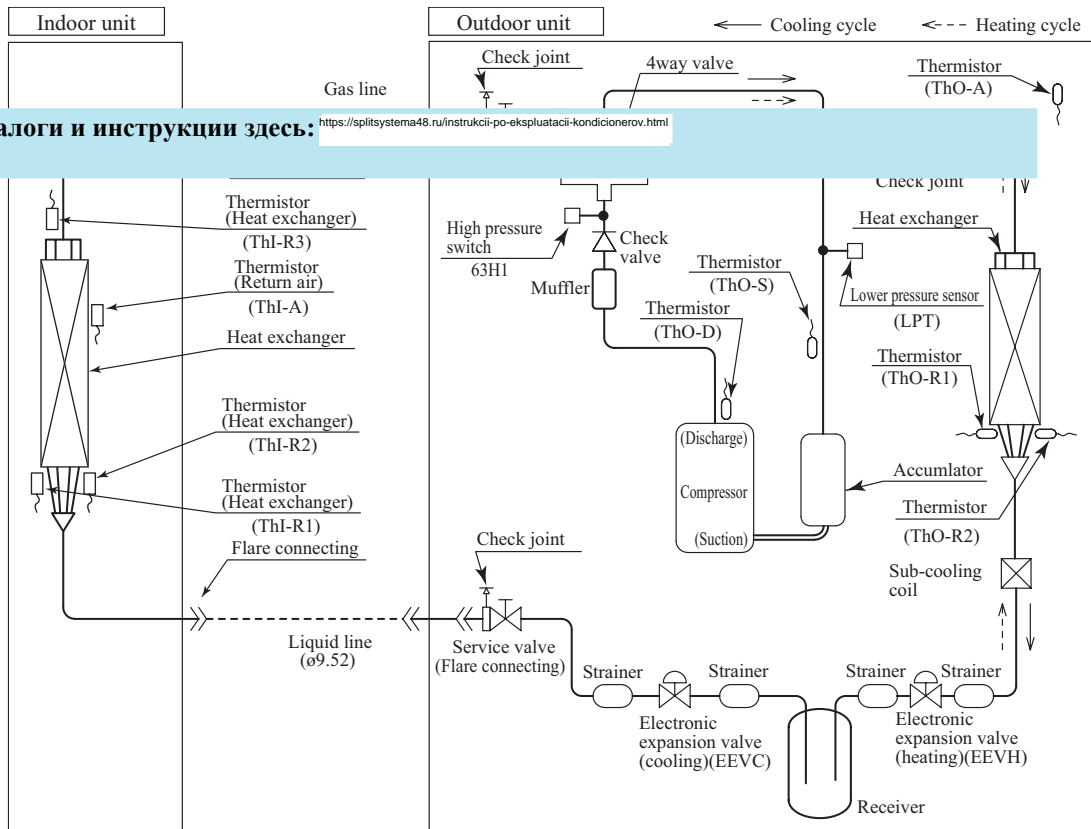 Indoor unit
Outdoor unit
Cooling cycle
Heating cycle
Check joint
4way valve
Thermistor
(ThO-A)
Gas line
алоги и инструкции здесь:
https://splitsystema48.ru/instrukcii-po-ekspluatacii-kondicionerov.html
Check joint
Thermistor
(Heat exchanger)
(ThI-R3)
Thermistor
(Return air)
(ThI-A)
Heat exchanger
Thermistor
(Heat exchanger)
(ThI-R2)
Thermistor
(Heat exchanger)
(ThI-R1)
Flare connecting
High pressure
switch
63H1
Check
valve
Muffler
Thermistor
(ThO-S)
Thermistor
(ThO-D)
Heat exchanger
Lower pressure sensor
(LPT)
Thermistor
(ThO-R1)
(Discharge)
Compressor
(Suction)
Accumlator
Thermistor
(ThO-R2)
Sub-cooling
coil
Check joint
Liquid line
(ø9.52)
Service valve
(Flare connecting)
Strainer
Strainer
Strainer
Strainer
Electronic
expansion valve
(cooling)(EEVC)
Electronic
expansion valve
(heating)(EEVH)
Receiver